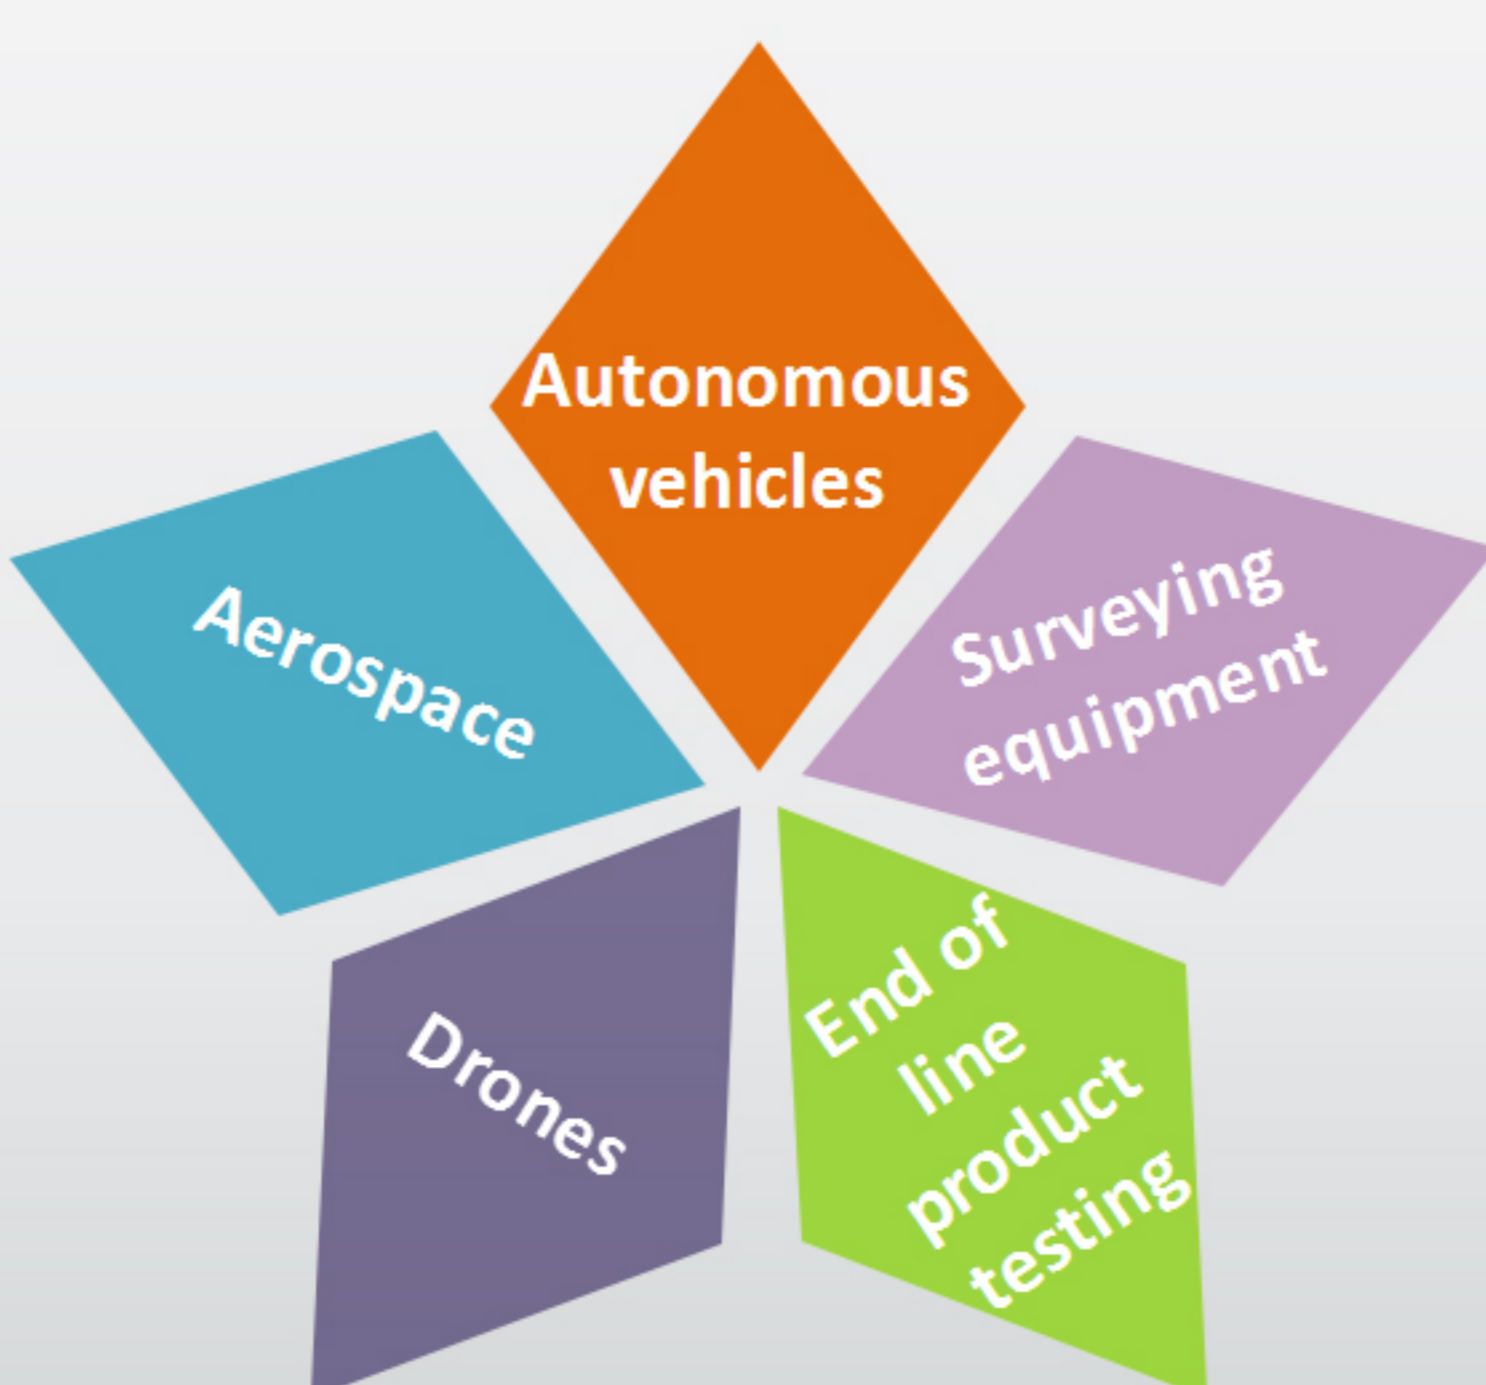 Autonomous
vehicles
Aerospace
Surveying
equipment
Drones
End of
line
product
testing